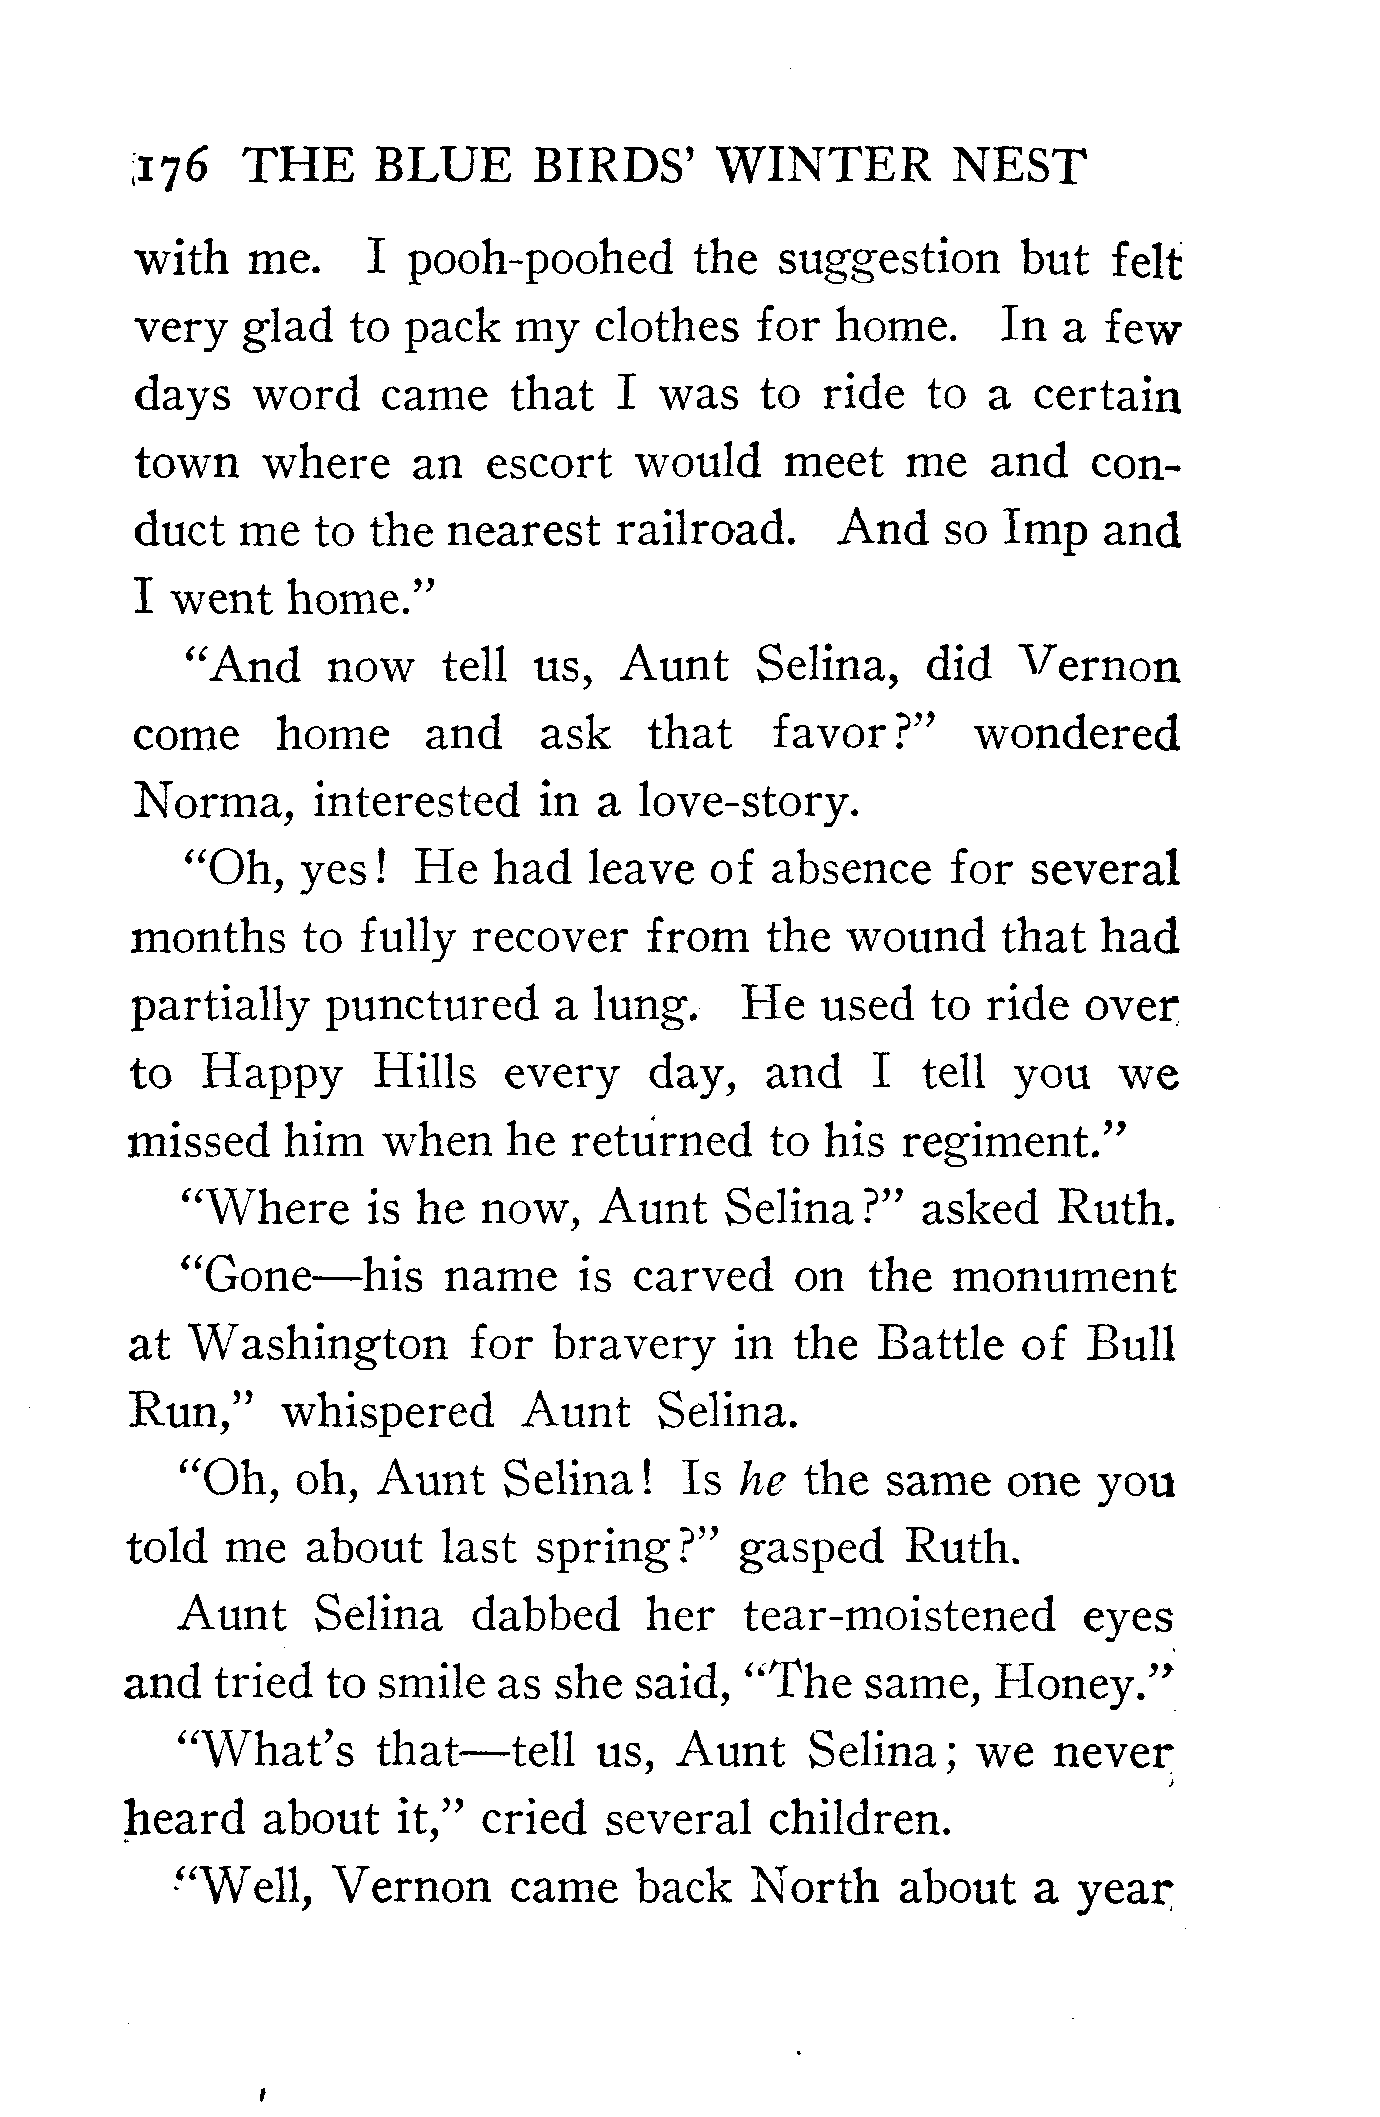 176 THE BLUE BIRDS' WINTER NEST
with me. I pooh-poohed the suggestion but felt
very glad to pack my clothes for home. In a few
days word came that I was to ride to a certain
town where an escort would meet me and con-
duct me to the nearest railroad. And so Imp and
I went home."
"And now tell us, Aunt Selina, did Vernon
come home and ask that favor?" wondered
Norma, interested in a love-story.
"Oh, yes! He had leave of absence for several
months to fully recover from the wound that had
partially punctured a lung. He used to ride over
to Happy Hills every day, and I tell you we
missed him when he returned to his regiment."
"Where is he now, Aunt Selina?" asked Ruth.
"Gone—his name is carved on the monument
at Washington for bravery in the Battle of Bull
Run," whispered Aunt Selina.
"Oh, oh, Aunt Selina! Is he the same one you
told me about last spring?" gasped Ruth.
Aunt Selina dabbed her tear-moistened eyes
and tried to smile as she said, "The same, Honey."
"What's that—tell us, Aunt Selina; we never
heard about it," cried several children.
"Well, Vernon came back North about a year